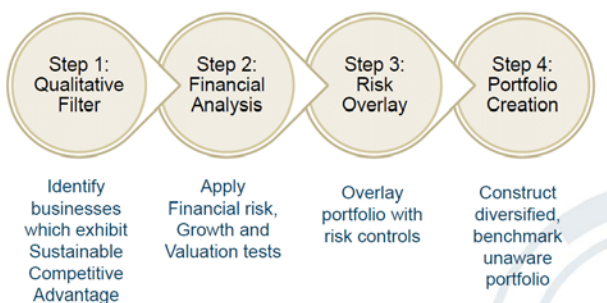 Step 1:
Qualitative
Filter
Step 2:
Financial
Analysis
Step 3:
Risk
Overlay
Step 4:
Portfolio
Creation
Identify
businesses
which exhibit
Sustainable
Competitive
Advantage
Apply
Financial risk,
Growth and
Valuation tests
Overlay
portfolio with
risk controls
Construct
diversified,
benchmark
unaware
portfolio